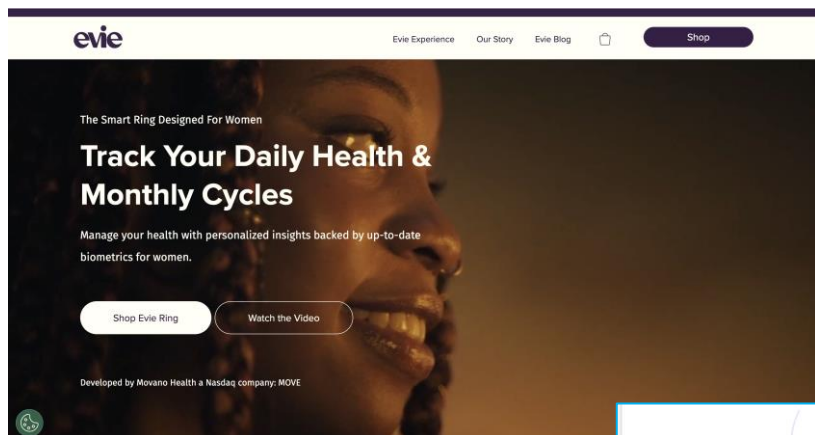 evie
Evie Experience Our Story Evie Blog Shop
The Smart Ring Designed For Women
Track Your Daily Health &
Monthly Cycles
Manage your health with personalized insights backed by up-to-date
biometrics for women.
Shop Evie Ring Watch the Video
Developed by Movano Health a Nasdaq company: MOVE